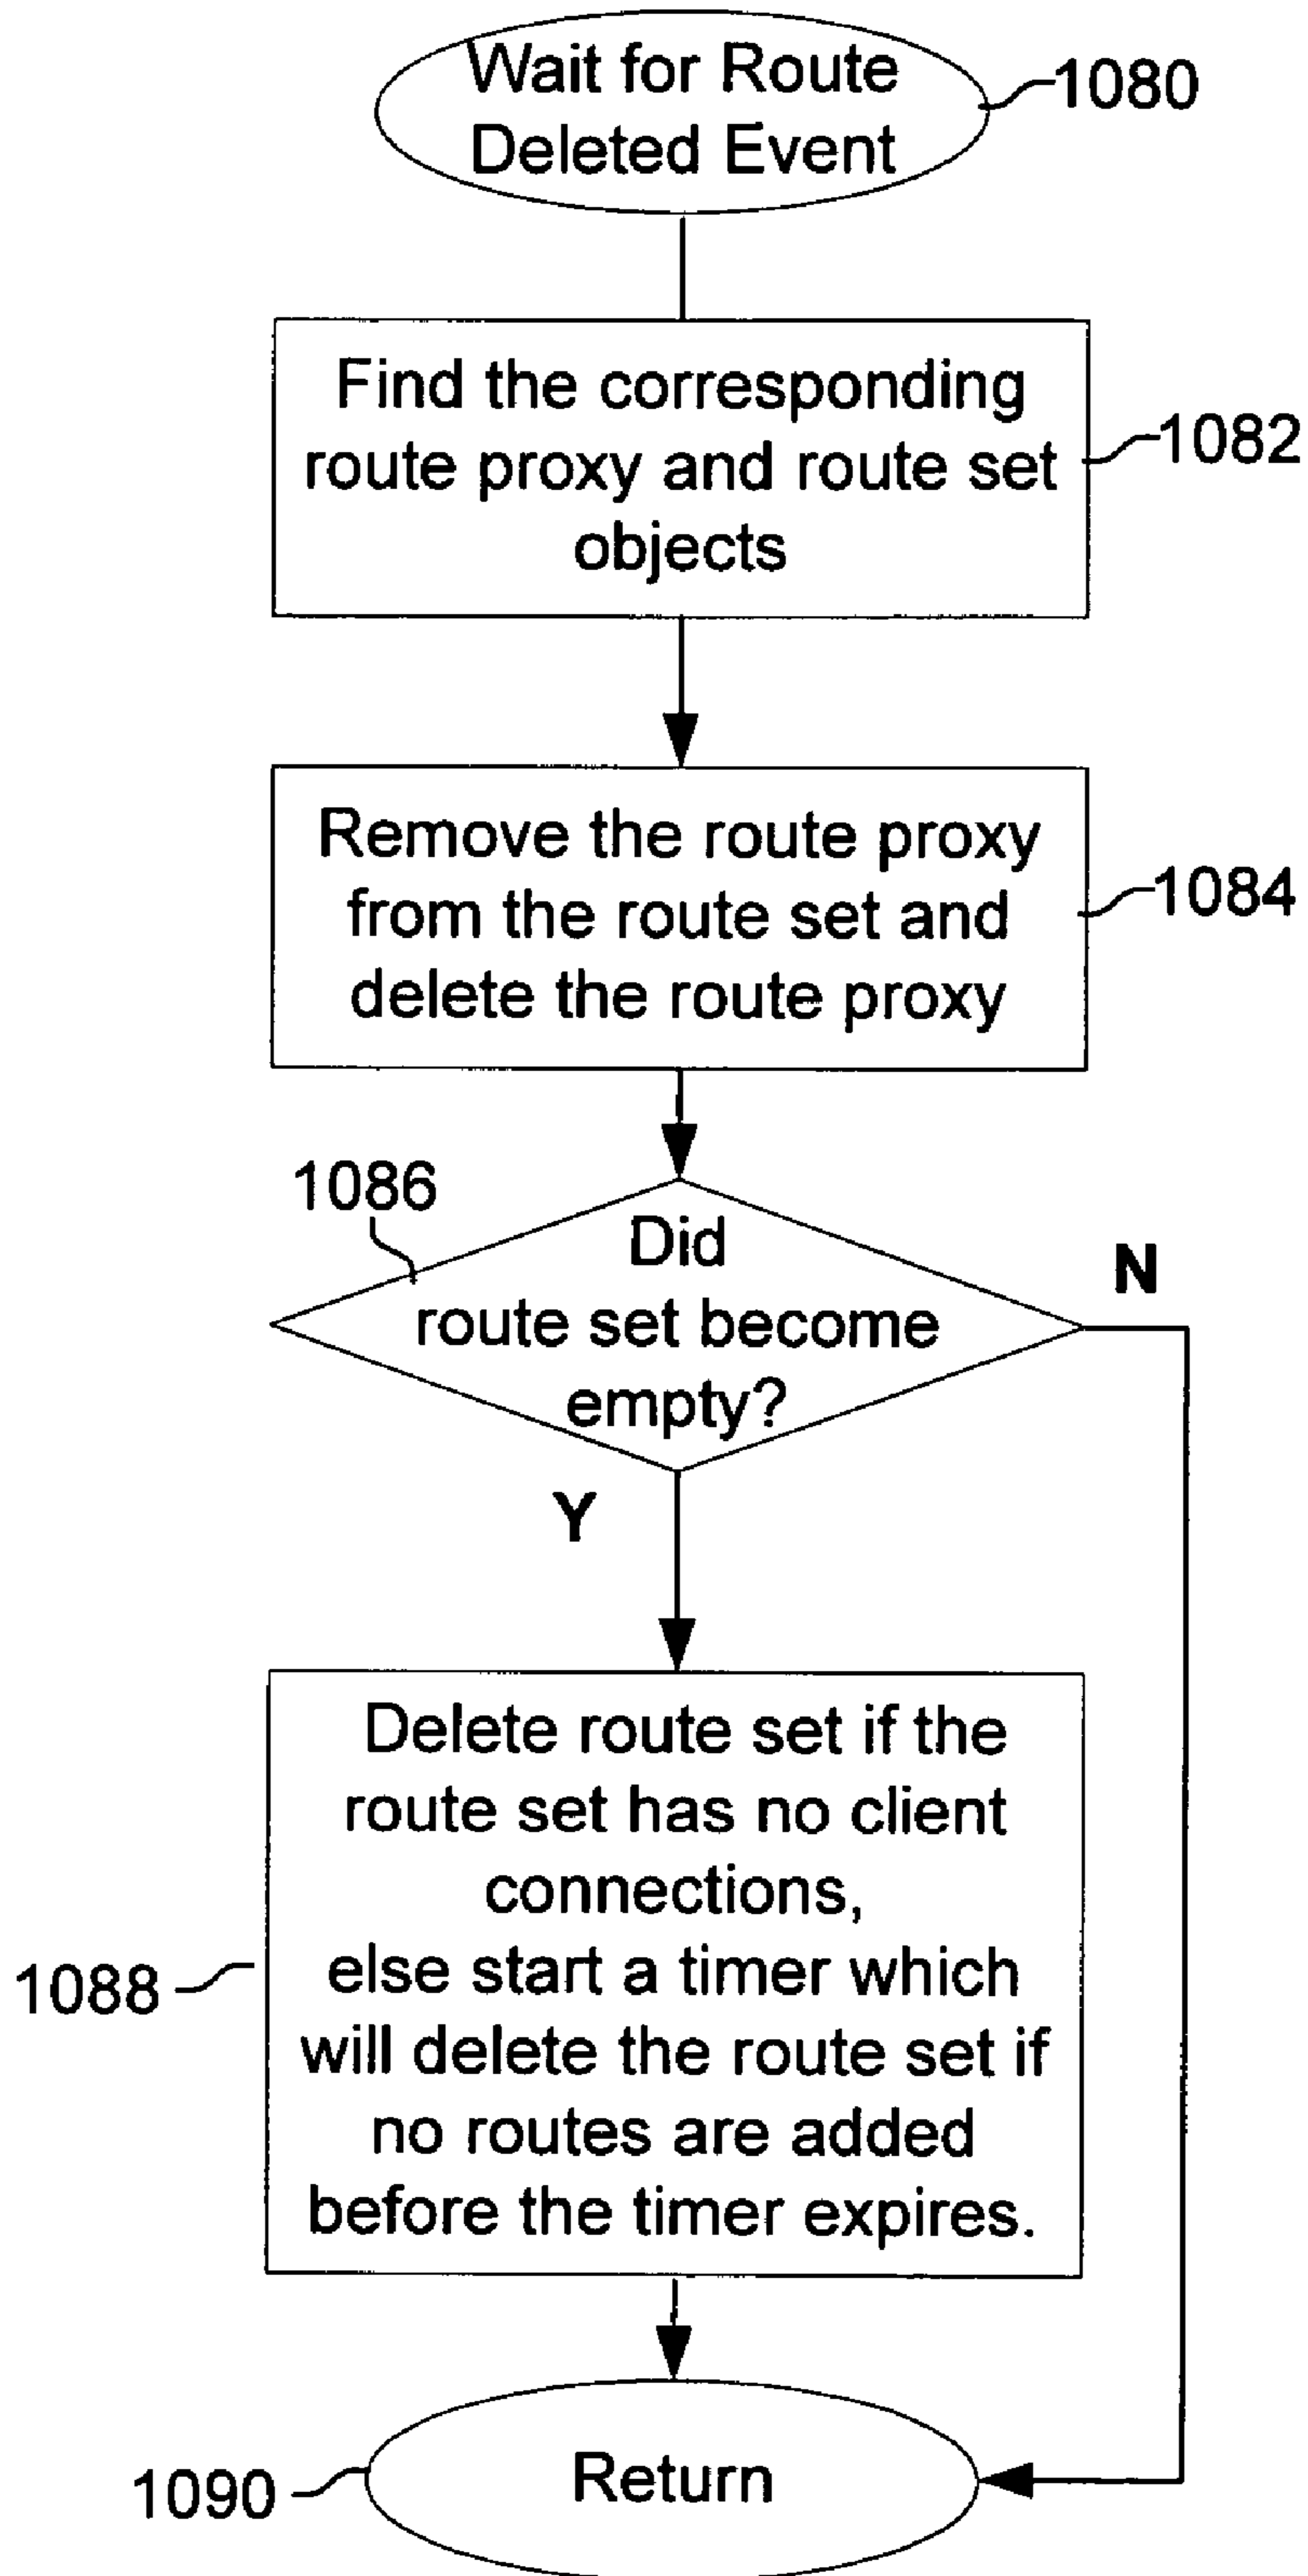 Wait for Route
Deleted Event
1080
Find the corresponding
route proxy and route set
objects
1082
Remove the route proxy
from the route set and
delete the route proxy
1084
1086
Did
route set become
empty?
N
Y
Delete route set if the
route set has no client
connections,
else start a timer which
will delete the route set if
no routes are added
before the timer expires.
1088
Return
1090